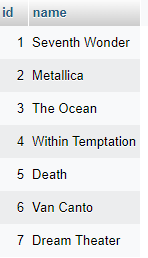 id name
1 Seventh Wonder
2 Metallica
3 The Ocean
4 Within Temptation
5 Death
6 Van Canto
7 Dream Theater